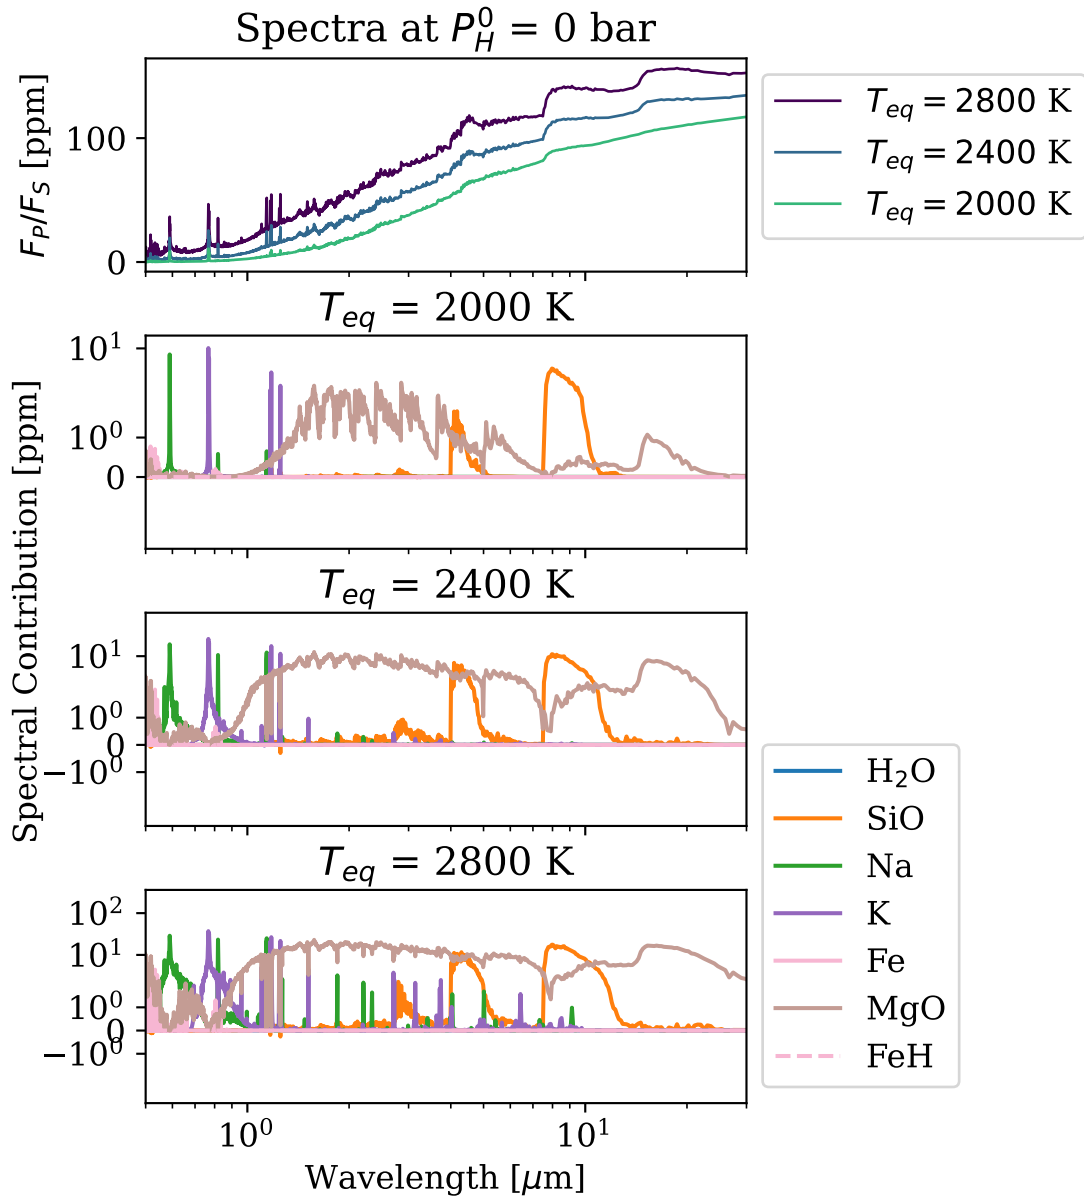 Spectra at $P_H^0$ = 0 bar
$F_P/F_S$ [ppm]
100
0
$T_{eq}$ = 2800 K
$T_{eq}$ = 2400 K
$T_{eq}$ = 2000 K
$T_{eq}$ = 2000 K
Spectral Contribution [ppm]
$10^1$
$10^0$
0
$T_{eq}$ = 2400 K
$10^1$
$10^0$
0
$-10^0$
$T_{eq}$ = 2800 K
$10^2$
$10^1$
$10^0$
0
$-10^0$
H$_2$O
SiO
Na
K
Fe
MgO
FeH
$10^0$
$10^1$
Wavelength [$\mu$m]